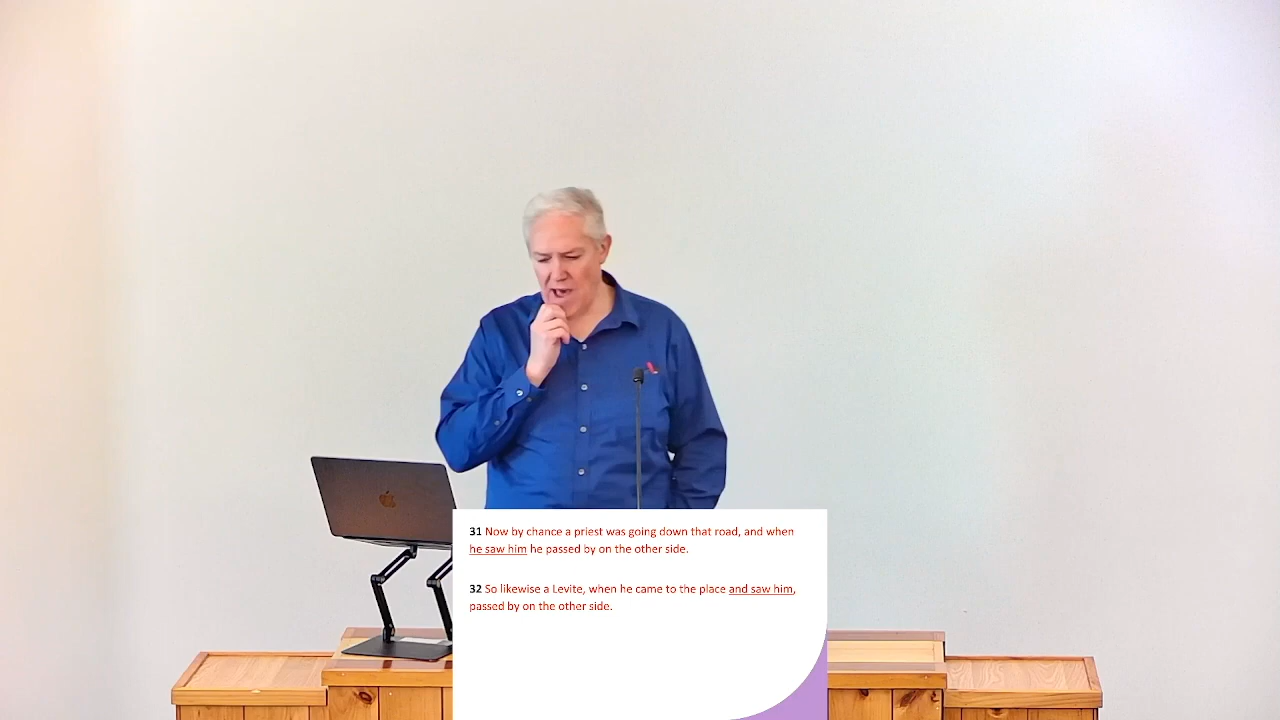 31 Now by chance a priest was going down that road, and when
he saw him he passed by on the other side.
32 So likewise a Levite, when he came to the place and saw him,
passed by on the other side.